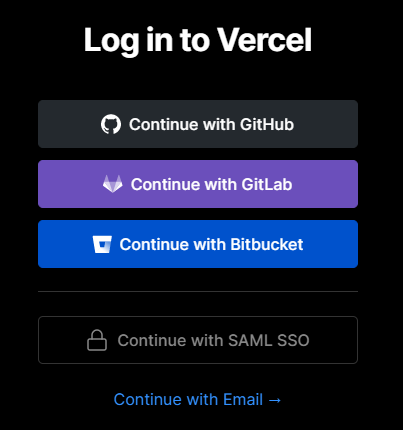 Log in to Vercel
Continue with GitHub
Continue with GitLab
Continue with Bitbucket
Continue with SAML SSO
Continue with Email →